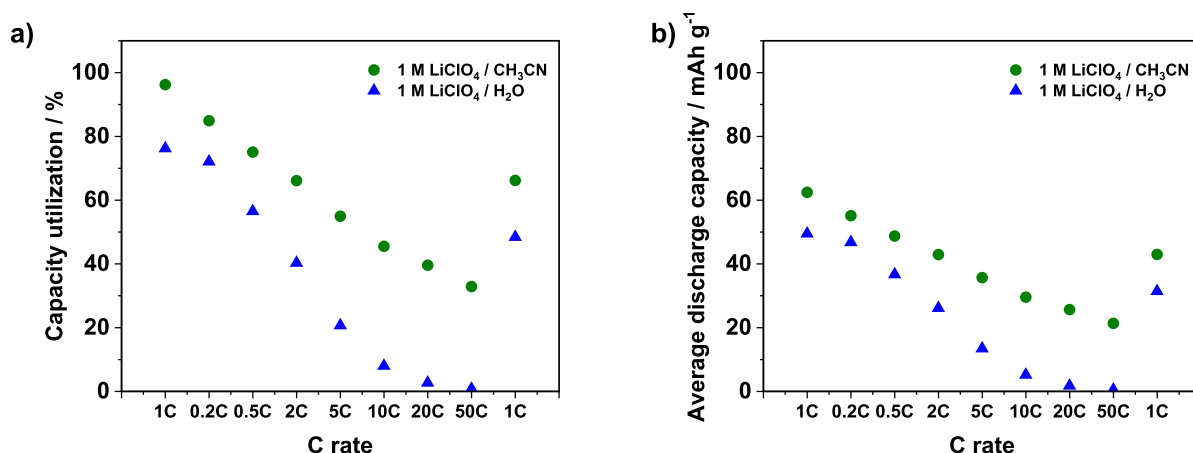 a)
Capacity utilization / %
100
80
60
40
20
0
1 M LiClO₄ / CH₃CN
1 M LiClO₄ / H₂O
1C 0.2C 0.5C 2C 5C 10C 20C 50C 1C
C rate
b)
Average discharge capacity / mAh g⁻¹
100
80
60
40
20
0
1 M LiClO₄ / CH₃CN
1 M LiClO₄ / H₂O
1C 0.2C 0.5C 2C 5C 10C 20C 50C 1C
C rate